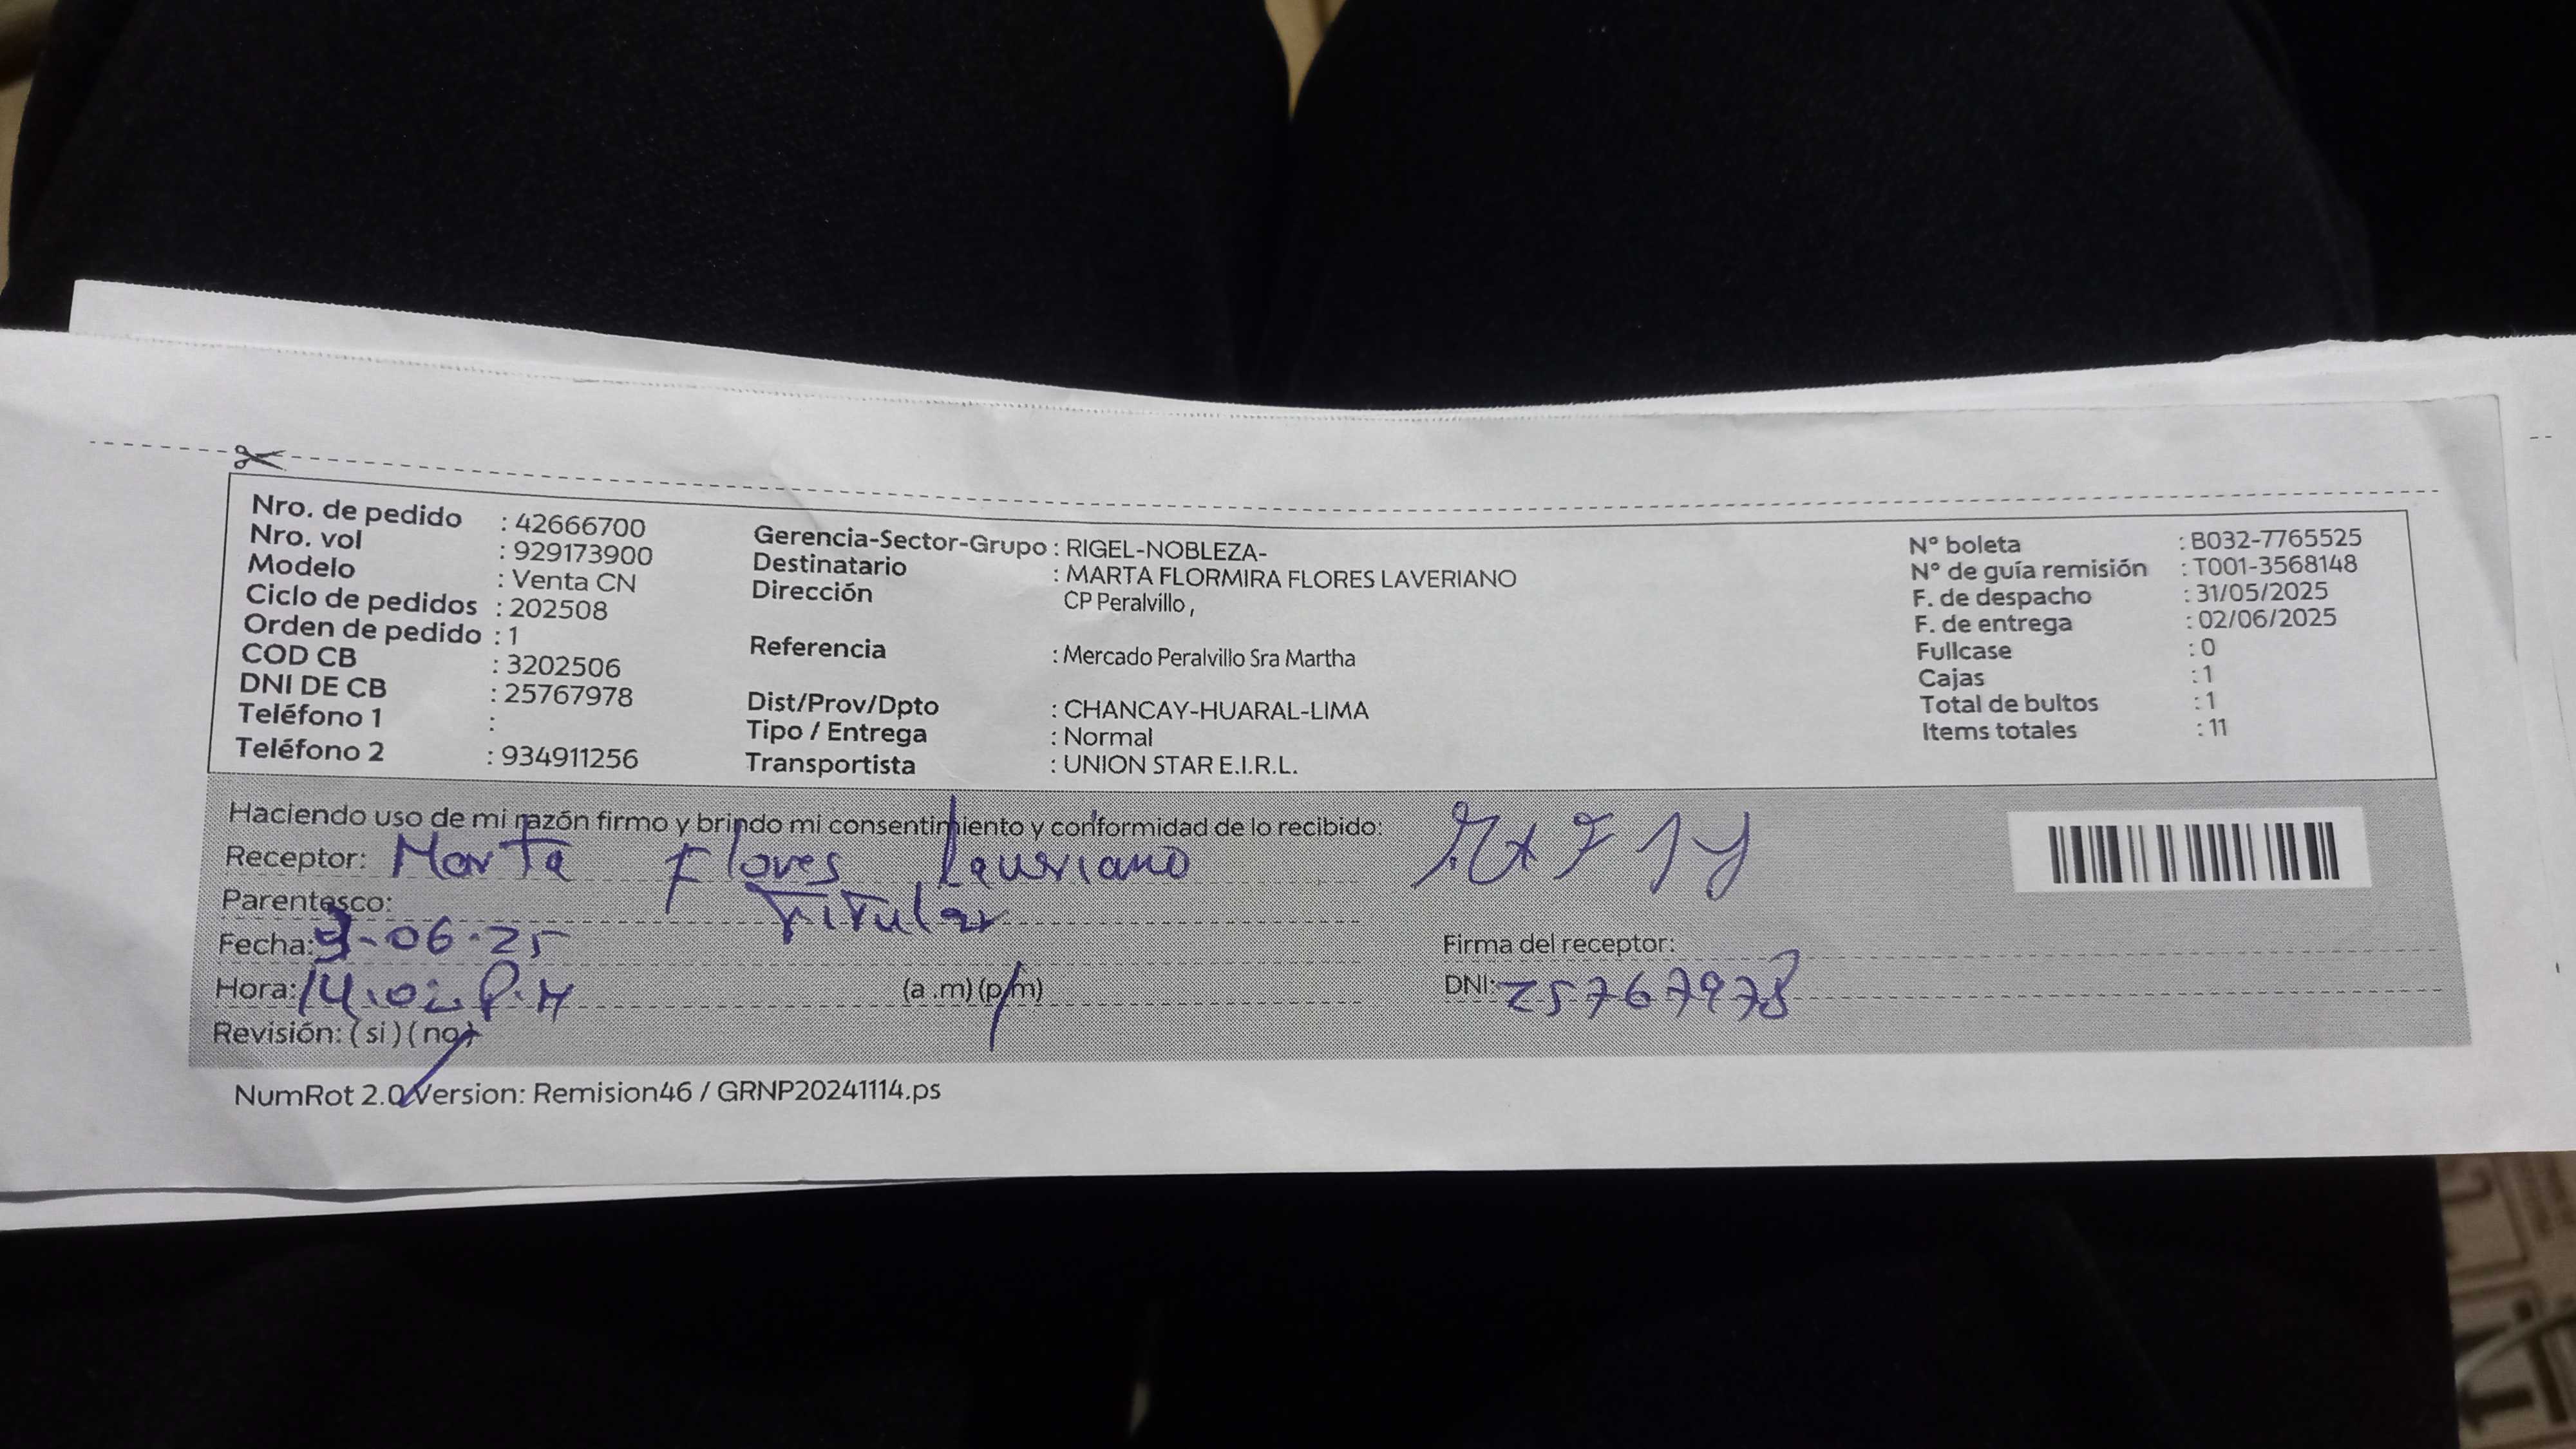 Nro. de pedido : 42666700
Nro. vol : 929173900
Modelo : Venta CN
Ciclo de pedidos : 202508
Orden de pedido : 1
COD CB : 3202506
DNI DE CB : 25767978
Teléfono 1 :
Teléfono 2 : 934911256
Gerencia-Sector-Grupo : RIGEL-NOBLEZA-
Destinatario : MARTA FLORMIRA FLORES LAVERIANO
Dirección CP Peralvillo ,
Referencia : Mercado Peralvillo Sra Martha
Dist/Prov/Dpto : CHANCAY-HUARAL-LIMA
Tipo / Entrega : Normal
Transportista : UNION STAR E.I.R.L.
N° boleta : B032-7765525
N° de guía remisión : T001-3568148
F. de despacho : 31/05/2025
F. de entrega : 02/06/2025
Fullcase : 0
Cajas : 1
Total de bultos : 1
Items totales : 11
Haciendo uso de mi razón firmo y brindo mi consentimiento y conformidad de lo recibido:
Receptor: Marta Flores Laveriano
Parentesco: Titular
Fecha: 3-06-25
Hora: 14.02 P.M (a .m) (p/m)
Revisión: ( si ) ( no )
Firma del receptor:
DNI: 25767978
NumRot 2.0 Version: Remision46 / GRNP20241114.ps